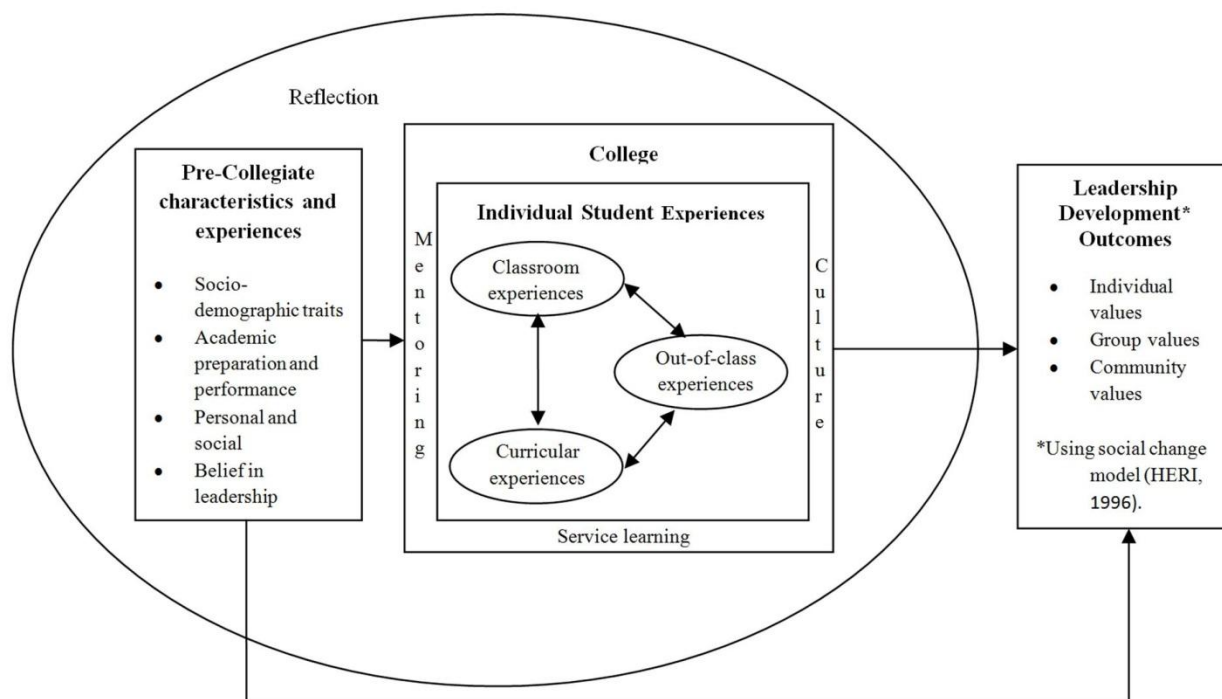 Reflection
Pre-Collegiate
characteristics and
experiences
• Socio-
demographic traits
• Academic
preparation and
performance
• Personal and
social
• Belief in
leadership
College
Mentoring
Individual Student Experiences
Classroom
experiences
Out-of-class
experiences
Curricular
experiences
Culture
Service learning
Leadership
Development*
Outcomes
• Individual
values
• Group values
• Community
values
*Using social change
model (HERI,
1996).